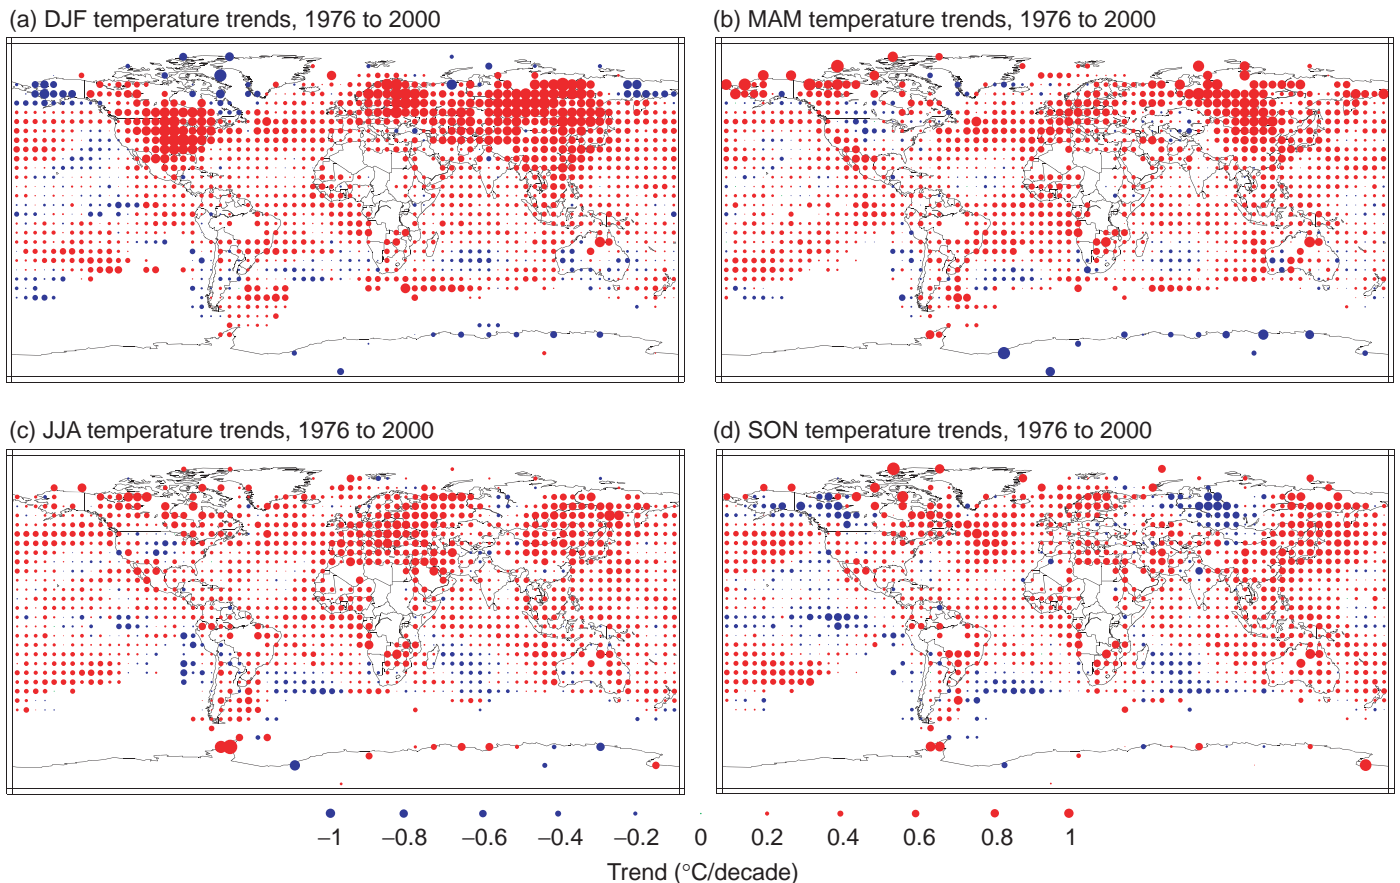 (a) DJF temperature trends, 1976 to 2000
(b) MAM temperature trends, 1976 to 2000
(c) JJA temperature trends, 1976 to 2000
(d) SON temperature trends, 1976 to 2000
−1 −0.8 −0.6 −0.4 −0.2 0 0.2 0.4 0.6 0.8 1
Trend (°C/decade)